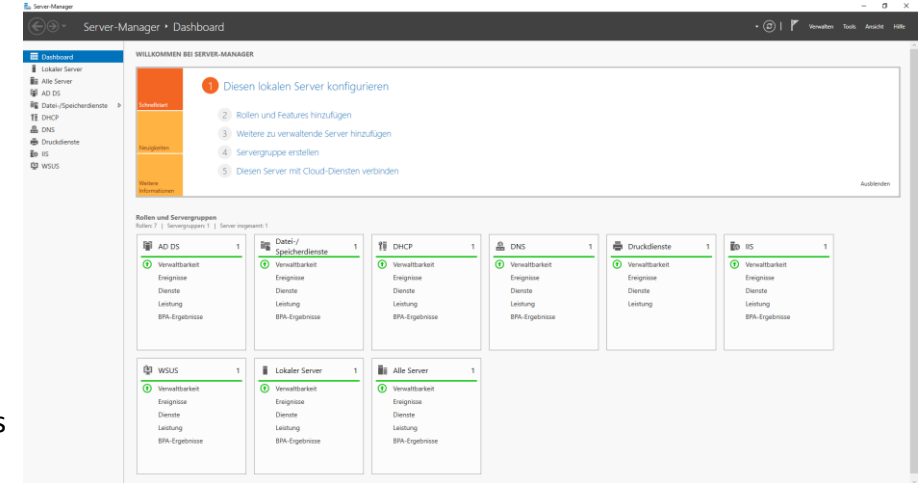 Server-Manager
Server-Manager • Dashboard
Verwalten Tools Ansicht Hilfe
Dashboard
Lokaler Server
Alle Server
AD DS
Datei-/Speicherdienste
DHCP
DNS
Druckdienste
IIS
WSUS
WILLKOMMEN BEI SERVER-MANAGER
Schnellstart
Neuigkeiten
Weitere
Informationen
1 Diesen lokalen Server konfigurieren
2 Rollen und Features hinzufügen
3 Weitere zu verwaltende Server hinzufügen
4 Servergruppe erstellen
5 Diesen Server mit Cloud-Diensten verbinden
Ausblenden
Rollen und Servergruppen
Rollen: 7 | Servergruppen: 1 | Server insgesamt: 1
AD DS 1
Verwaltbarkeit
Ereignisse
Dienste
Leistung
BPA-Ergebnisse
Datei-/
Speicherdienste 1
Verwaltbarkeit
Ereignisse
Dienste
Leistung
BPA-Ergebnisse
DHCP 1
Verwaltbarkeit
Ereignisse
Dienste
Leistung
BPA-Ergebnisse
DNS 1
Verwaltbarkeit
Ereignisse
Dienste
Leistung
BPA-Ergebnisse
Druckdienste 1
Verwaltbarkeit
Ereignisse
Dienste
Leistung
IIS 1
Verwaltbarkeit
Ereignisse
Dienste
Leistung
BPA-Ergebnisse
WSUS 1
Verwaltbarkeit
Ereignisse
Dienste
Leistung
BPA-Ergebnisse
Lokaler Server 1
Verwaltbarkeit
Ereignisse
Dienste
Leistung
BPA-Ergebnisse
Alle Server 1
Verwaltbarkeit
Ereignisse
Dienste
Leistung
BPA-Ergebnisse
s